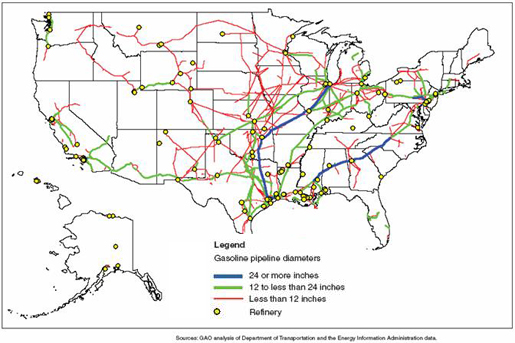 Legend
Gasoline pipeline diameters
24 or more inches
12 to less than 24 inches
Less than 12 inches
Refinery
Sources: GAO analysis of Department of Transportation and the Energy Information Administration data.